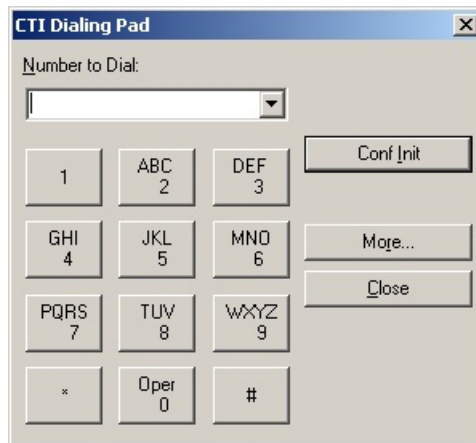 CTI Dialing Pad
Number to Dial:
Conf Init
1
ABC
2
DEF
3
GHI
4
JKL
5
MNO
6
More...
Close
PQRS
7
TUV
8
WXYZ
9
*
Oper
0
#